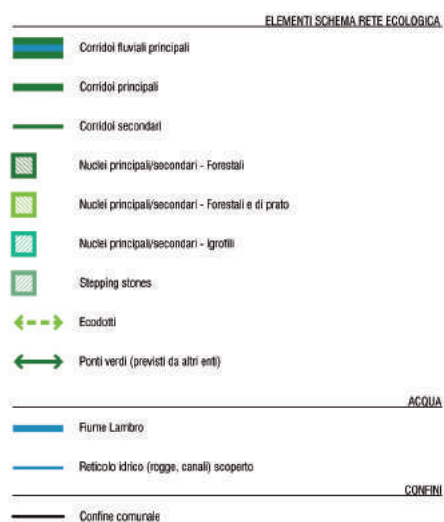 ELEMENTI SCHEMA RETE ECOLOGICA
Corridoi fluviali principali
Corridoi principali
Corridoi secondari
Nuclei principali/secondari - Forestali
Nuclei principali/secondari - Forestali e di prato
Nuclei principali/secondari - Igrofili
Stepping stones
Ecodotti
Ponti verdi (previsti da altri enti)
ACQUA
Fiume Lambro
Reticolo idrico (rogge, canali) scoperto
CONFINI
Confine comunale